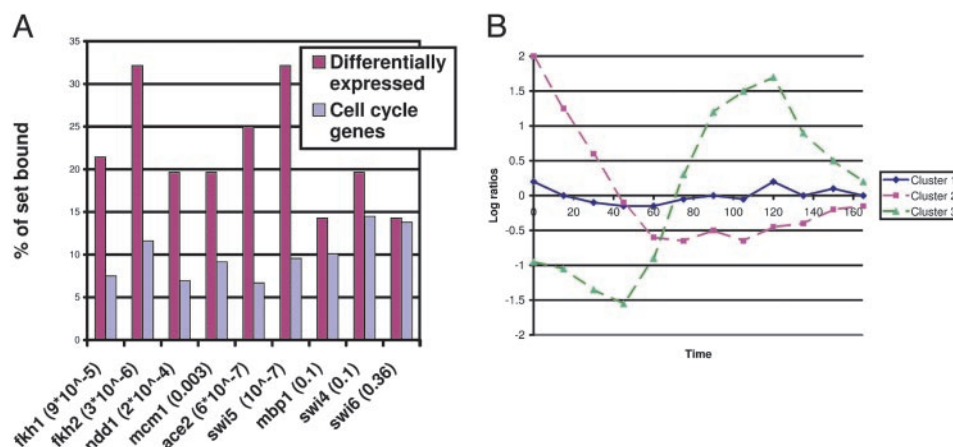 A
35
30
25
20
15
10
5
0
% of set bound
Differentially
expressed
Cell cycle
genes
fkh1 (9*10^-5)
fkh2 (3*10^-6)
ndd1 (2*10^-4)
mcm1 (0.003)
ace2 (6*10^-7)
swi5 (10^-7)
mbp1 (0.1)
swi4 (0.1)
swi6 (0.36)
B
2
1.5
1
0.5
0
-0.5
-1
-1.5
-2
Log ratios
0 20 40 60 80 100 120 140 160
Time
Cluster 1
Cluster 2
Cluster 3